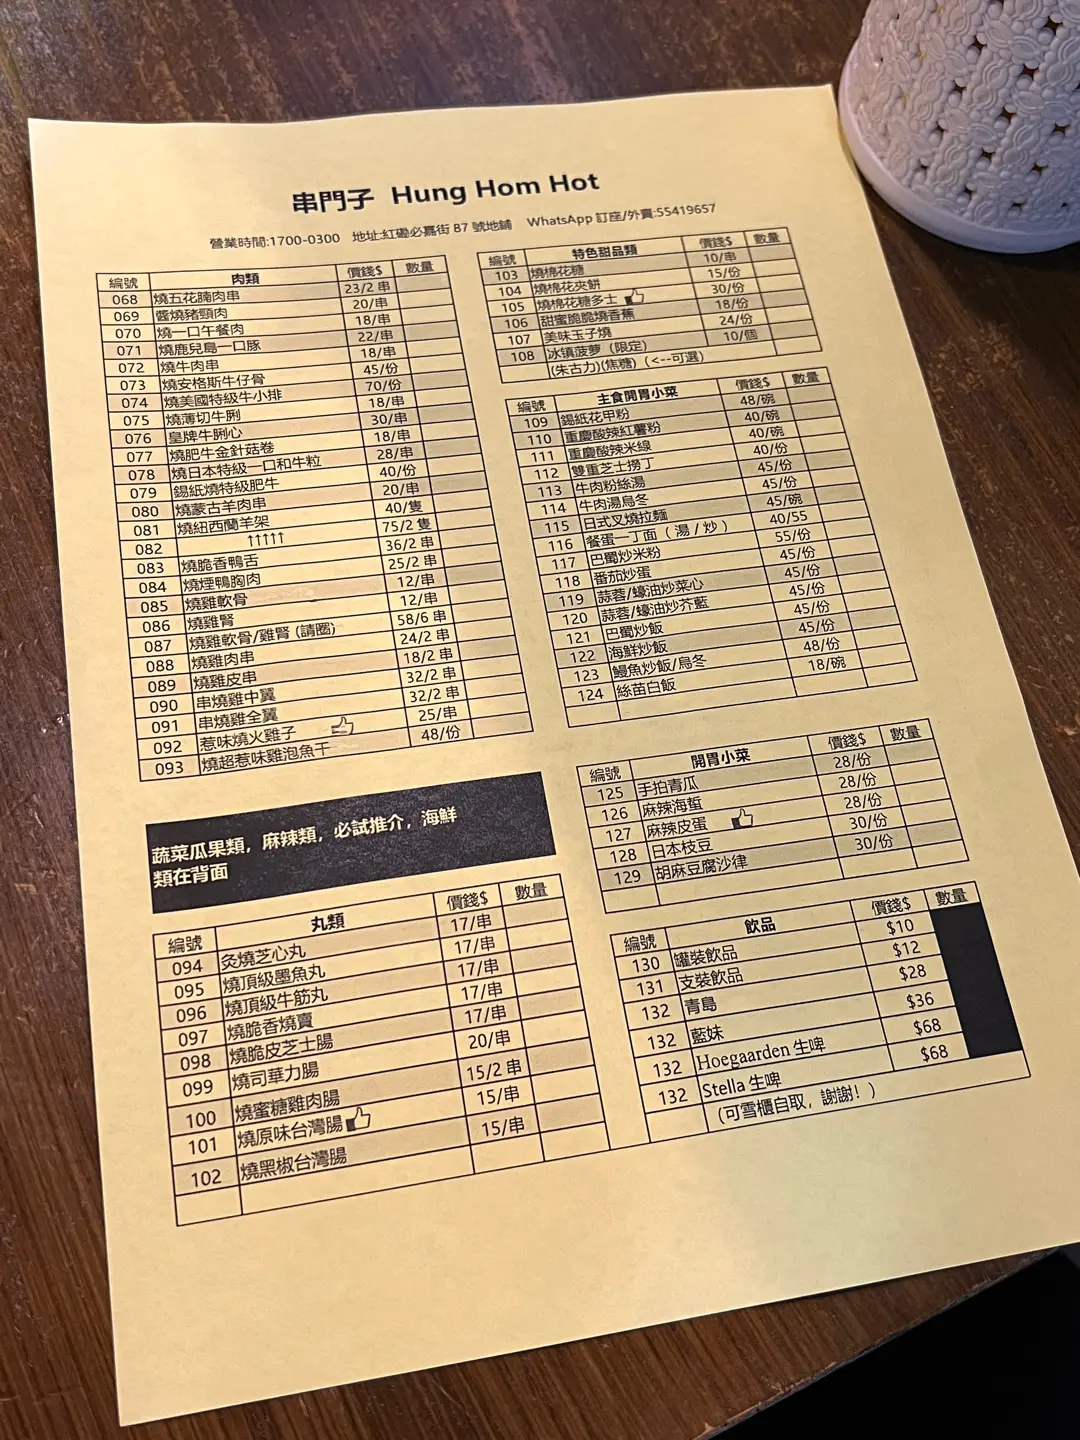 串門子 Hung Hom Hot
營業時間:1700-0300 地址:紅磡必嘉街 87 號地鋪 WhatsApp 訂座/外賣:55419657
編號 肉類 價錢$ 數量
068 燒五花腩肉串 23/2 串
069 醬燒豬頸肉 20/串
070 燒一口午餐肉 18/串
071 燒鹿兒島一口豚 22/串
072 燒牛肉串 18/串
073 燒安格斯牛仔骨 45/份
074 燒美國特級牛小排 70/份
075 燒薄切牛脷 18/串
076 皇牌牛脷心 30/串
077 燒肥牛金針菇卷 18/串
078 燒日本特級一口和牛粒 28/串
079 錫紙燒特級肥牛 40/份
080 燒蒙古羊肉串 20/串
081 燒紐西蘭羊架 40/隻
082 ↑↑↑↑↑ 75/2 隻
083 燒脆香鴨舌 36/2 串
084 燒煙鴨胸肉 25/2 串
085 燒雞軟骨 12/串
086 燒雞腎 12/串
087 燒雞軟骨/雞腎 (請圈) 58/6 串
088 燒雞肉串 24/2 串
089 燒雞皮串 18/2 串
090 串燒雞中翼 32/2 串
091 串燒雞全翼 32/2 串
092 惹味燒火雞子 25/串
093 燒超惹味雞泡魚干 48/份
蔬菜瓜果類，麻辣類，必試推介，海鮮
類在背面
編號 丸類 價錢$ 數量
094 灸燒芝心丸 17/串
095 燒頂級墨魚丸 17/串
096 燒頂級牛筋丸 17/串
097 燒脆香燒賣 17/串
098 燒脆皮芝士腸 17/串
099 燒司華力腸 20/串
100 燒蜜糖雞肉腸 15/2 串
101 燒原味台灣腸 15/串
102 燒黑椒台灣腸 15/串
編號 特色甜品類 價錢$ 數量
103 燒棉花糖 10/串
104 燒棉花夾餅 15/份
105 燒棉花糖多士 30/份
106 甜蜜脆脆燒香蕉 18/份
107 美味玉子燒 24/份
108 冰镇菠萝（限定） 10/個
(朱古力)(焦糖)（<--可選)
編號 主食開胃小菜 價錢$ 數量
109 錫紙花甲粉 48/碗
110 重慶酸辣紅薯粉 40/碗
111 重慶酸辣米線 40/碗
112 雙重芝士撈丁 40/份
113 牛肉粉絲湯 45/份
114 牛肉湯烏冬 45/份
115 日式叉燒拉麵 45/碗
116 餐蛋一丁面（湯 / 炒） 40/55
117 巴蜀炒米粉 55/份
118 番茄炒蛋 45/份
119 蒜蓉/蠔油炒菜心 45/份
120 蒜蓉/蠔油炒芥藍 45/份
121 巴蜀炒飯 45/份
122 海鮮炒飯 45/份
123 鰻魚炒飯/烏冬 48/份
124 絲苗白飯 18/碗
編號 開胃小菜 價錢$ 數量
125 手拍青瓜 28/份
126 麻辣海蜇 28/份
127 麻辣皮蛋 28/份
128 日本枝豆 30/份
129 胡麻豆腐沙律 30/份
編號 飲品 價錢$ 數量
130 罐裝飲品 $10
131 支裝飲品 $12
132 青島 $28
132 藍妹 $36
132 Hoegaarden 生啤 $68
132 Stella 生啤 $68
（可雪櫃自取，謝謝！）